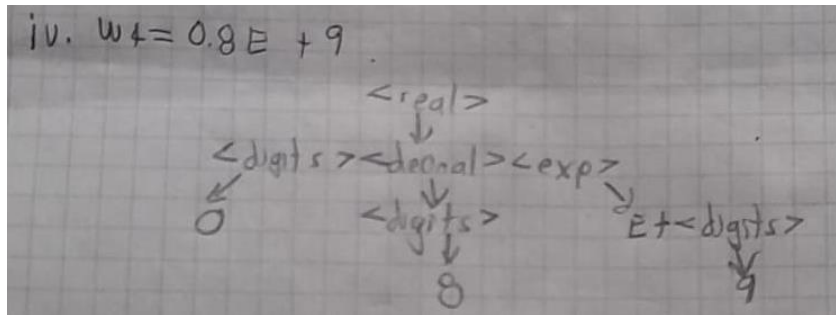 iv. W4 = 0.8E + 9
<real>
<digits><decimal><exp>
0 <digits> E+<digits>
8 9